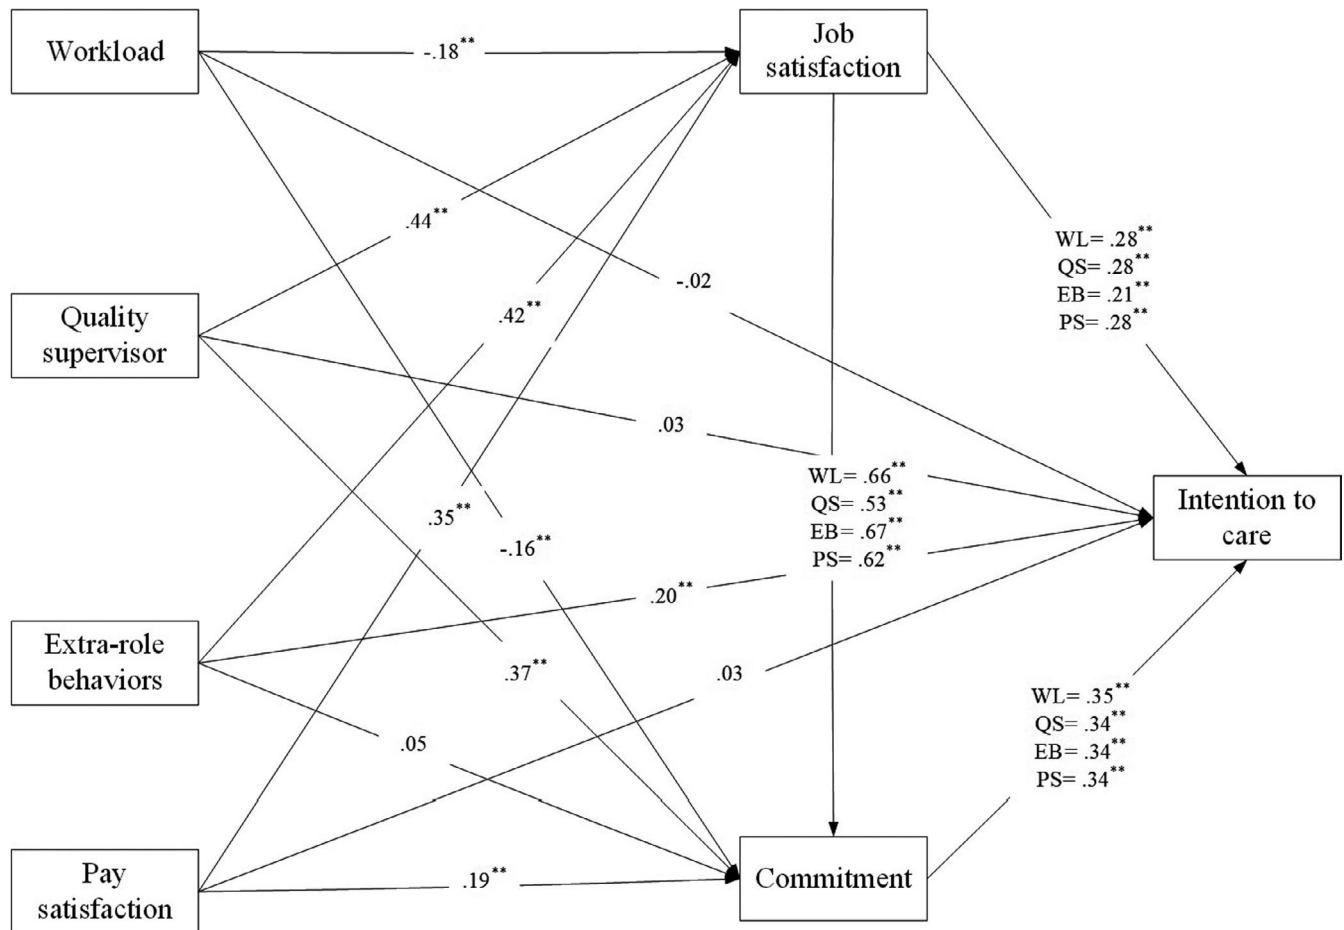 Workload
-.18**
Job
satisfaction
.44**
-.02
WL= .28**
QS= .28**
EB= .21**
PS= .28**
Quality
supervisor
.42**
.03
WL= .66**
QS= .53**
EB= .67**
PS= .62**
Intention to
care
.35**
-.16**
.20**
Extra-role
behaviors
.37**
.03
WL= .35**
QS= .34**
EB= .34**
PS= .34**
.05
Pay
satisfaction
.19**
Commitment